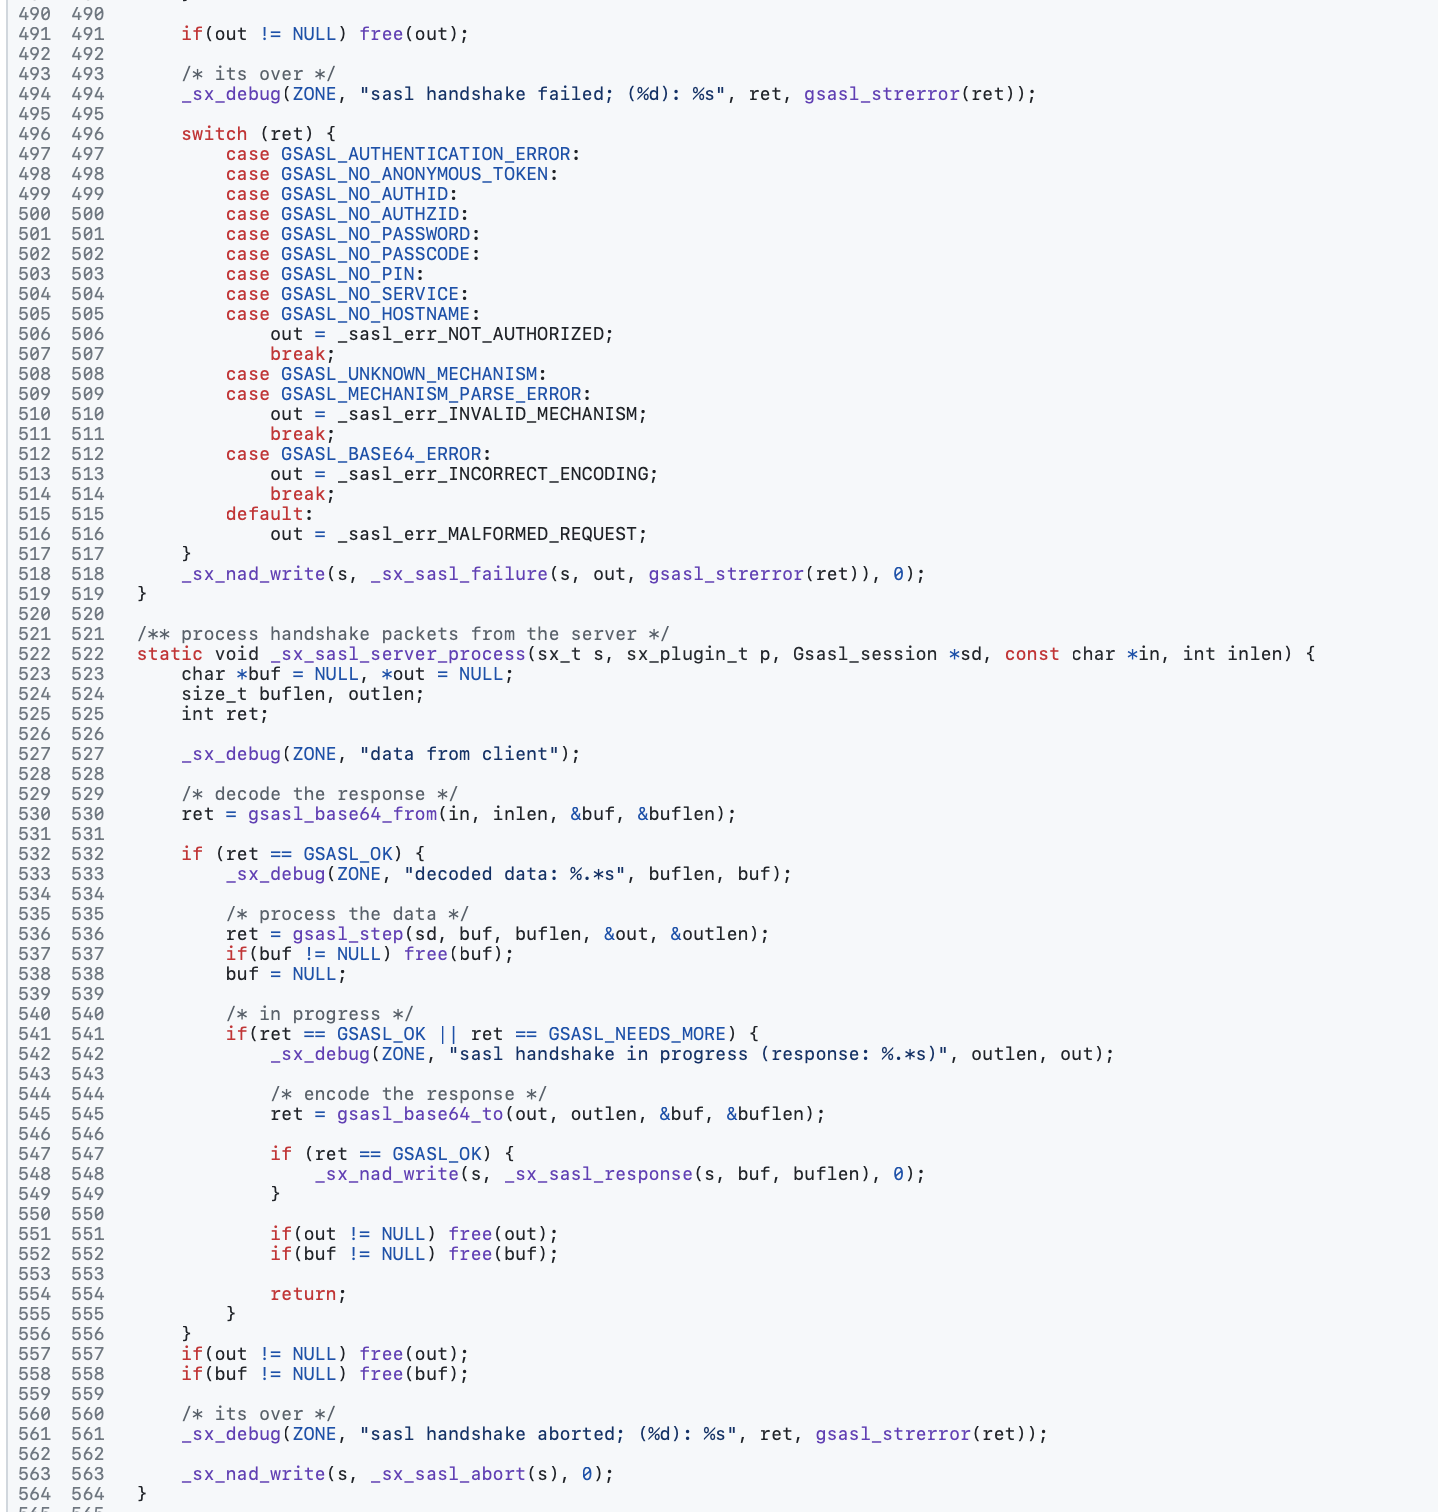 490 490
491 491 if(out != NULL) free(out);
492 492
493 493 /* its over */
494 494 _sx_debug(ZONE, "sasl handshake failed; (%d): %s", ret, gsasl_strerror(ret));
495 495
496 496 switch (ret) {
497 497 case GSASL_AUTHENTICATION_ERROR:
498 498 case GSASL_NO_ANONYMOUS_TOKEN:
499 499 case GSASL_NO_AUTHID:
500 500 case GSASL_NO_AUTHZID:
501 501 case GSASL_NO_PASSWORD:
502 502 case GSASL_NO_PASSCODE:
503 503 case GSASL_NO_PIN:
504 504 case GSASL_NO_SERVICE:
505 505 case GSASL_NO_HOSTNAME:
506 506 out = _sasl_err_NOT_AUTHORIZED;
507 507 break;
508 508 case GSASL_UNKNOWN_MECHANISM:
509 509 case GSASL_MECHANISM_PARSE_ERROR:
510 510 out = _sasl_err_INVALID_MECHANISM;
511 511 break;
512 512 case GSASL_BASE64_ERROR:
513 513 out = _sasl_err_INCORRECT_ENCODING;
514 514 break;
515 515 default:
516 516 out = _sasl_err_MALFORMED_REQUEST;
517 517 }
518 518 _sx_nad_write(s, _sx_sasl_failure(s, out, gsasl_strerror(ret)), 0);
519 519 }
520 520
521 521 /** process handshake packets from the server */
522 522 static void _sx_sasl_server_process(sx_t s, sx_plugin_t p, Gsasl_session *sd, const char *in, int inlen) {
523 523 char *buf = NULL, *out = NULL;
524 524 size_t buflen, outlen;
525 525 int ret;
526 526
527 527 _sx_debug(ZONE, "data from client");
528 528
529 529 /* decode the response */
530 530 ret = gsasl_base64_from(in, inlen, &buf, &buflen);
531 531
532 532 if (ret == GSASL_OK) {
533 533 _sx_debug(ZONE, "decoded data: %.*s", buflen, buf);
534 534
535 535 /* process the data */
536 536 ret = gsasl_step(sd, buf, buflen, &out, &outlen);
537 537 if(buf != NULL) free(buf);
538 538 buf = NULL;
539 539
540 540 /* in progress */
541 541 if(ret == GSASL_OK || ret == GSASL_NEEDS_MORE) {
542 542 _sx_debug(ZONE, "sasl handshake in progress (response: %.*s)", outlen, out);
543 543
544 544 /* encode the response */
545 545 ret = gsasl_base64_to(out, outlen, &buf, &buflen);
546 546
547 547 if (ret == GSASL_OK) {
548 548 _sx_nad_write(s, _sx_sasl_response(s, buf, buflen), 0);
549 549 }
550 550
551 551 if(out != NULL) free(out);
552 552 if(buf != NULL) free(buf);
553 553
554 554 return;
555 555 }
556 556 }
557 557 if(out != NULL) free(out);
558 558 if(buf != NULL) free(buf);
559 559
560 560 /* its over */
561 561 _sx_debug(ZONE, "sasl handshake aborted; (%d): %s", ret, gsasl_strerror(ret));
562 562
563 563 _sx_nad_write(s, _sx_sasl_abort(s), 0);
564 564 }